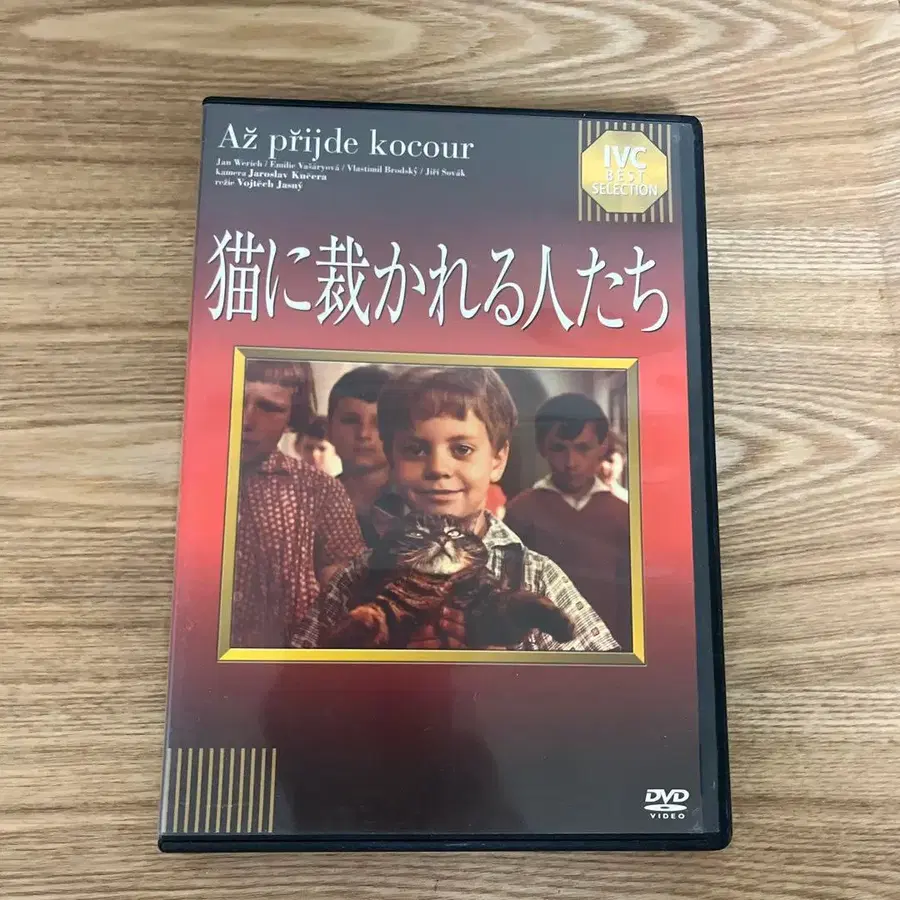 Až přijde kocour
Jan Werich / Emílie Vašáryová / Vlastimil Brodský / Jiří Sovák
kamera Jaroslav Kučera
režie Vojtěch Jasný
IVC
BEST
SELECTION
猫に裁かれる人たち
DVD
VIDEO